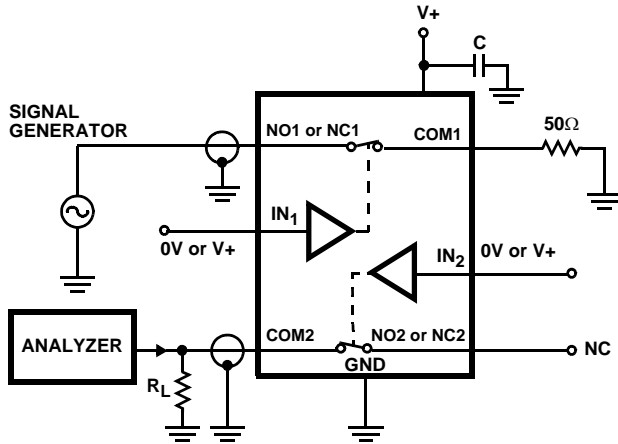 V+
C
SIGNAL
GENERATOR
NO1 or NC1
COM1
50Ω
IN1
0V or V+
IN2
0V or V+
ANALYZER
COM2
NO2 or NC2
NC
RL
GND